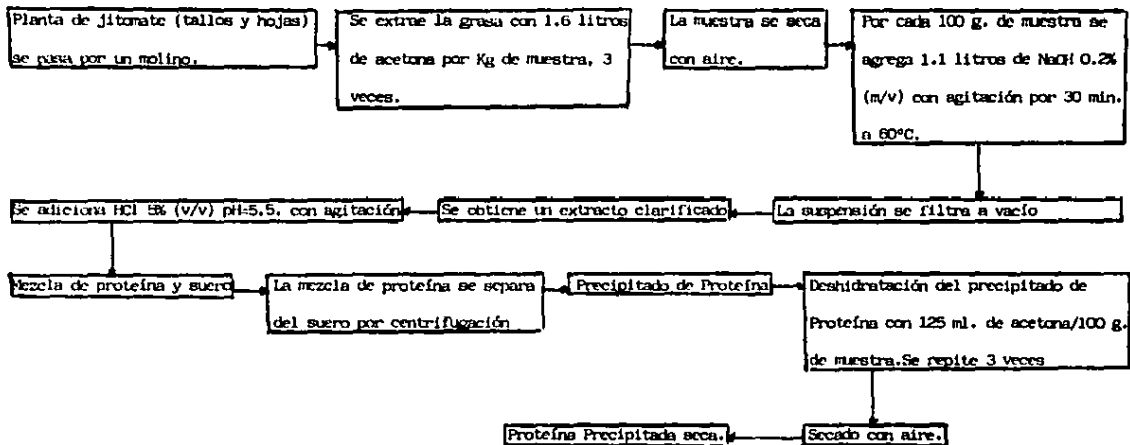 Planta de jitomate (tallos y hojas)
se pasa por un molino.
Se extrae la grasa con 1.6 litros
de acetona por Kg de muestra, 3
veces.
La muestra se seca
con aire.
Por cada 100 g. de muestra se
agrega 1.1 litros de NaOH 0.2%
(m/v) con agitación por 30 min.
a 60°C.
La suspensión se filtra a vacío
Se obtiene un extracto clarificado
Se adiciona HCl 5% (v/v) pH=5.5. con agitación
Mezcla de proteína y suero
La mezcla de proteína se separa
del suero por centrifugación
Precipitado de Proteína
Deshidratación del precipitado de
Proteína con 125 ml. de acetona/100 g.
de muestra.Se repite 3 veces
Secado con aire.
Proteína Precipitada seca.